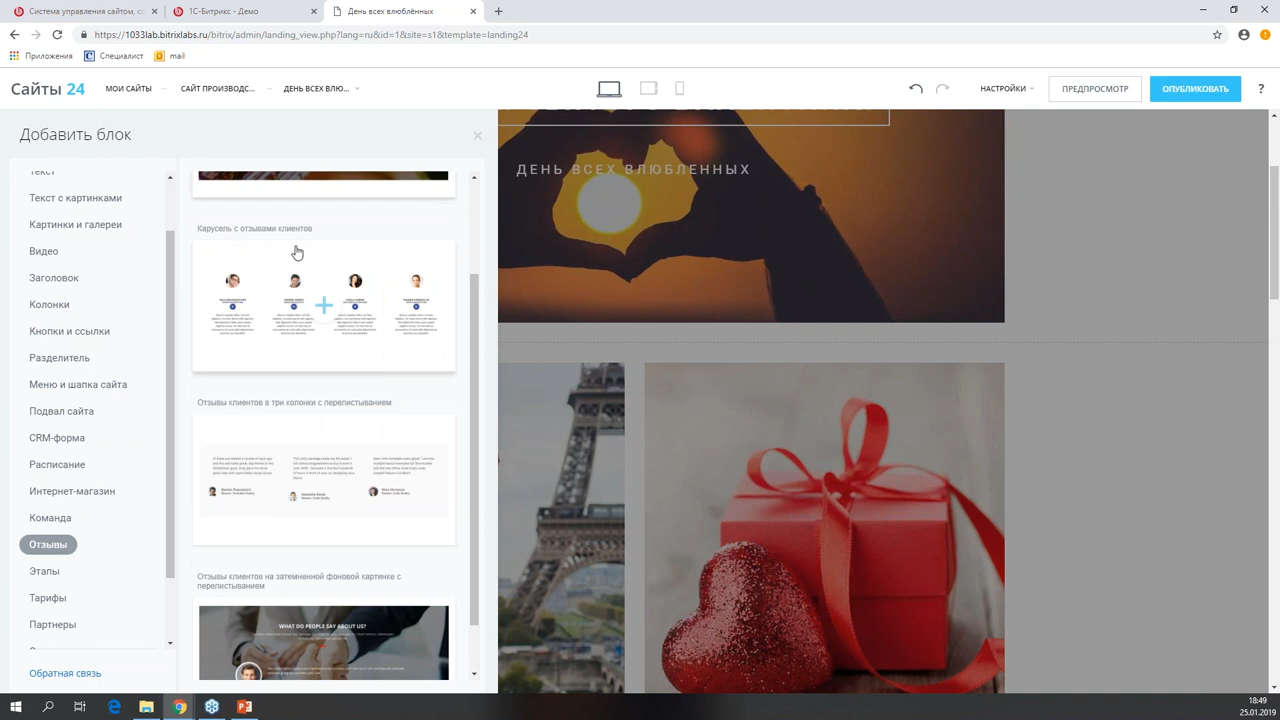 Система управления сайтом, со
1С-Битрикс - Демо
День всех влюблённых
https://1033lab.bitrixlabs.ru/bitrix/admin/landing_view.php?lang=ru&id=1&site=s1&template=landing24
Приложения
Специалист
mail
Сайты 24
МОИ САЙТЫ
САЙТ ПРОИЗВОДС...
ДЕНЬ ВСЕХ ВЛЮ...
НАСТРОЙКИ
ПРЕДПРОСМОТР
ОПУБЛИКОВАТЬ
?
Добавить блок
Текст
Текст с картинками
Картинки и галереи
Видео
Заголовок
Колонки
Разделитель
Меню и шапка сайта
Подвал сайта
CRM-форма
Расписание
Интернет-магазин
Команда
Отзывы
Этапы
Тарифы
Партнеры
Обратная связь
Карусель с отзывами клиентов
Отзывы клиентов в три колонки с перелистыванием
Отзывы клиентов на затемненной фоновой картинке с
перелистыванием
WHAT DO PEOPLE SAY ABOUT US?
ДЕНЬ ВСЕХ ВЛЮБЛЕННЫХ
18:49
25.01.2019